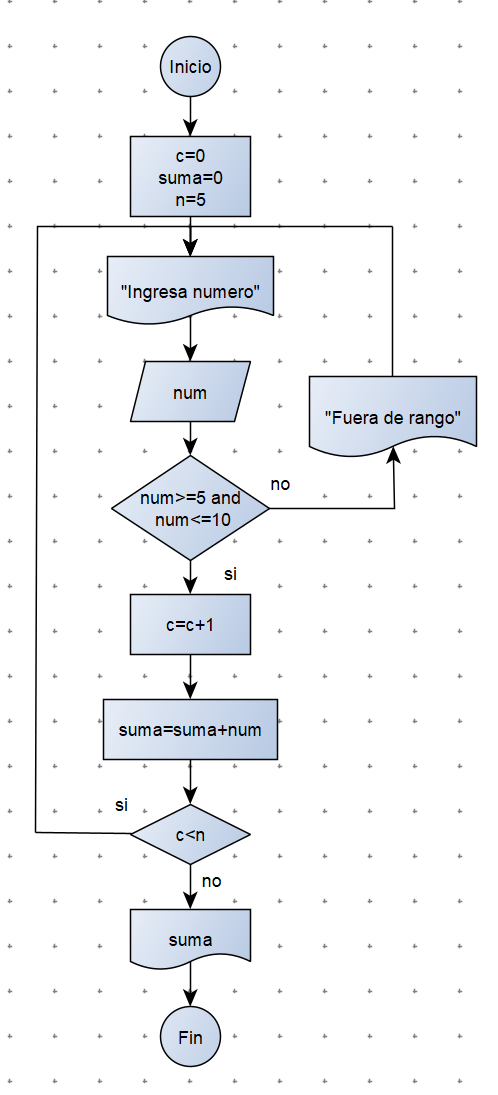 Inicio
c=0
suma=0
n=5
"Ingresa numero"
num
"Fuera de rango"
num>=5 and
num<=10
no
si
c=c+1
suma=suma+num
si
c<n
no
suma
Fin